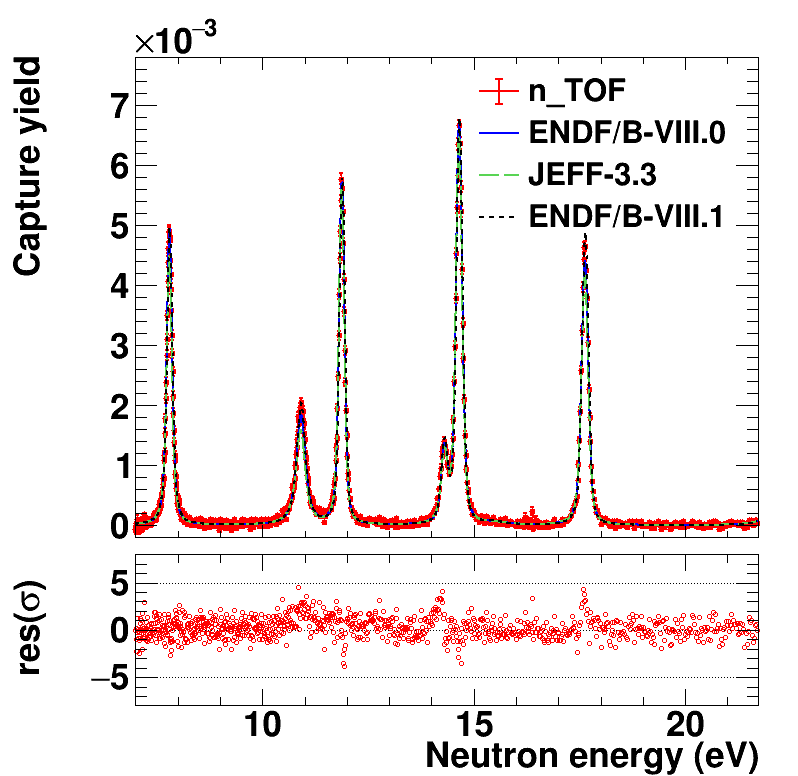 ×10⁻³
Capture yield
7
6
5
4
3
2
1
0
n_TOF
ENDF/B-VIII.0
JEFF-3.3
ENDF/B-VIII.1
res(σ)
5
0
−5
10 15 20
Neutron energy (eV)